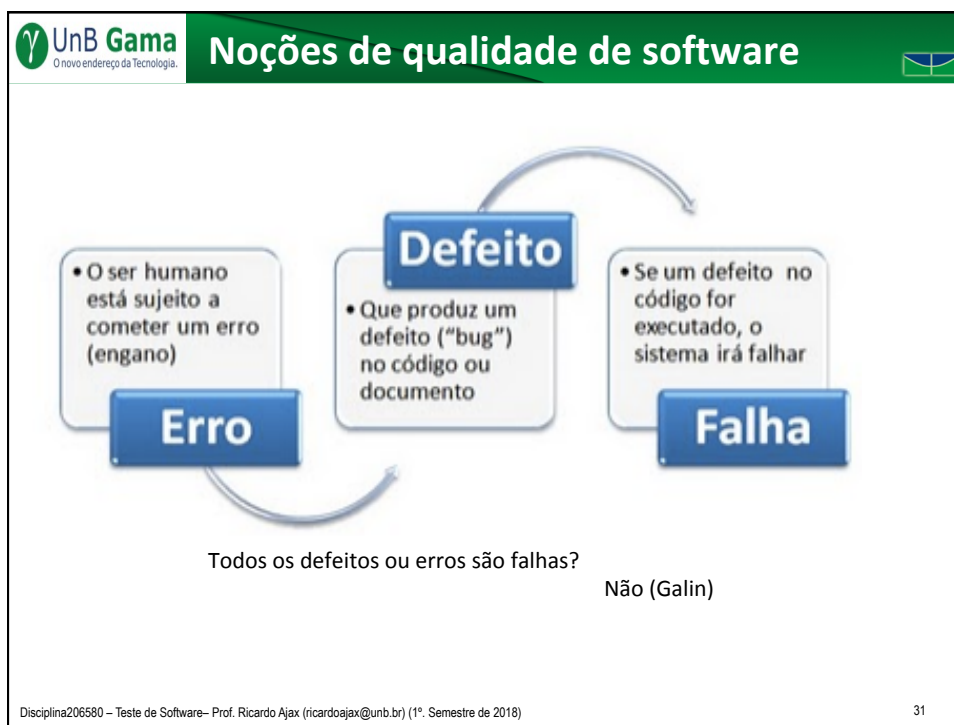 γ UnB Gama
O novo endereço da Tecnologia.
Noções de qualidade de software
• O ser humano
está sujeito a
cometer um erro
(engano)
Erro
Defeito
• Que produz um
defeito (“bug”)
no código ou
documento
• Se um defeito no
código for
executado, o
sistema irá falhar
Falha
Todos os defeitos ou erros são falhas?
Não (Galin)
Disciplina206580 – Teste de Software– Prof. Ricardo Ajax (ricardoajax@unb.br) (1º. Semestre de 2018)
31